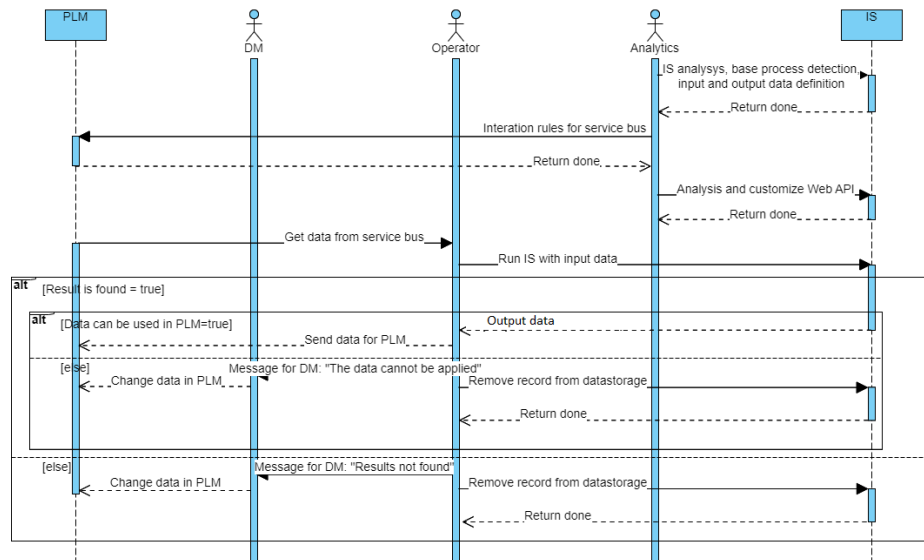 PLM
DM
Operator
Analytics
IS
IS analysys, base process detection,
input and output data definition
Return done
Interation rules for service bus
Return done
Analysis and customize Web API
Return done
Get data from service bus
Run IS with input data
alt
[Result is found = true]
alt
[Data can be used in PLM=true]
Output data
Send data for PLM
[else]
Message for DM: "The data cannot be applied"
Change data in PLM
Remove record from datastorage
Return done
[else]
Message for DM: "Results not found"
Change data in PLM
Remove record from datastorage
Return done